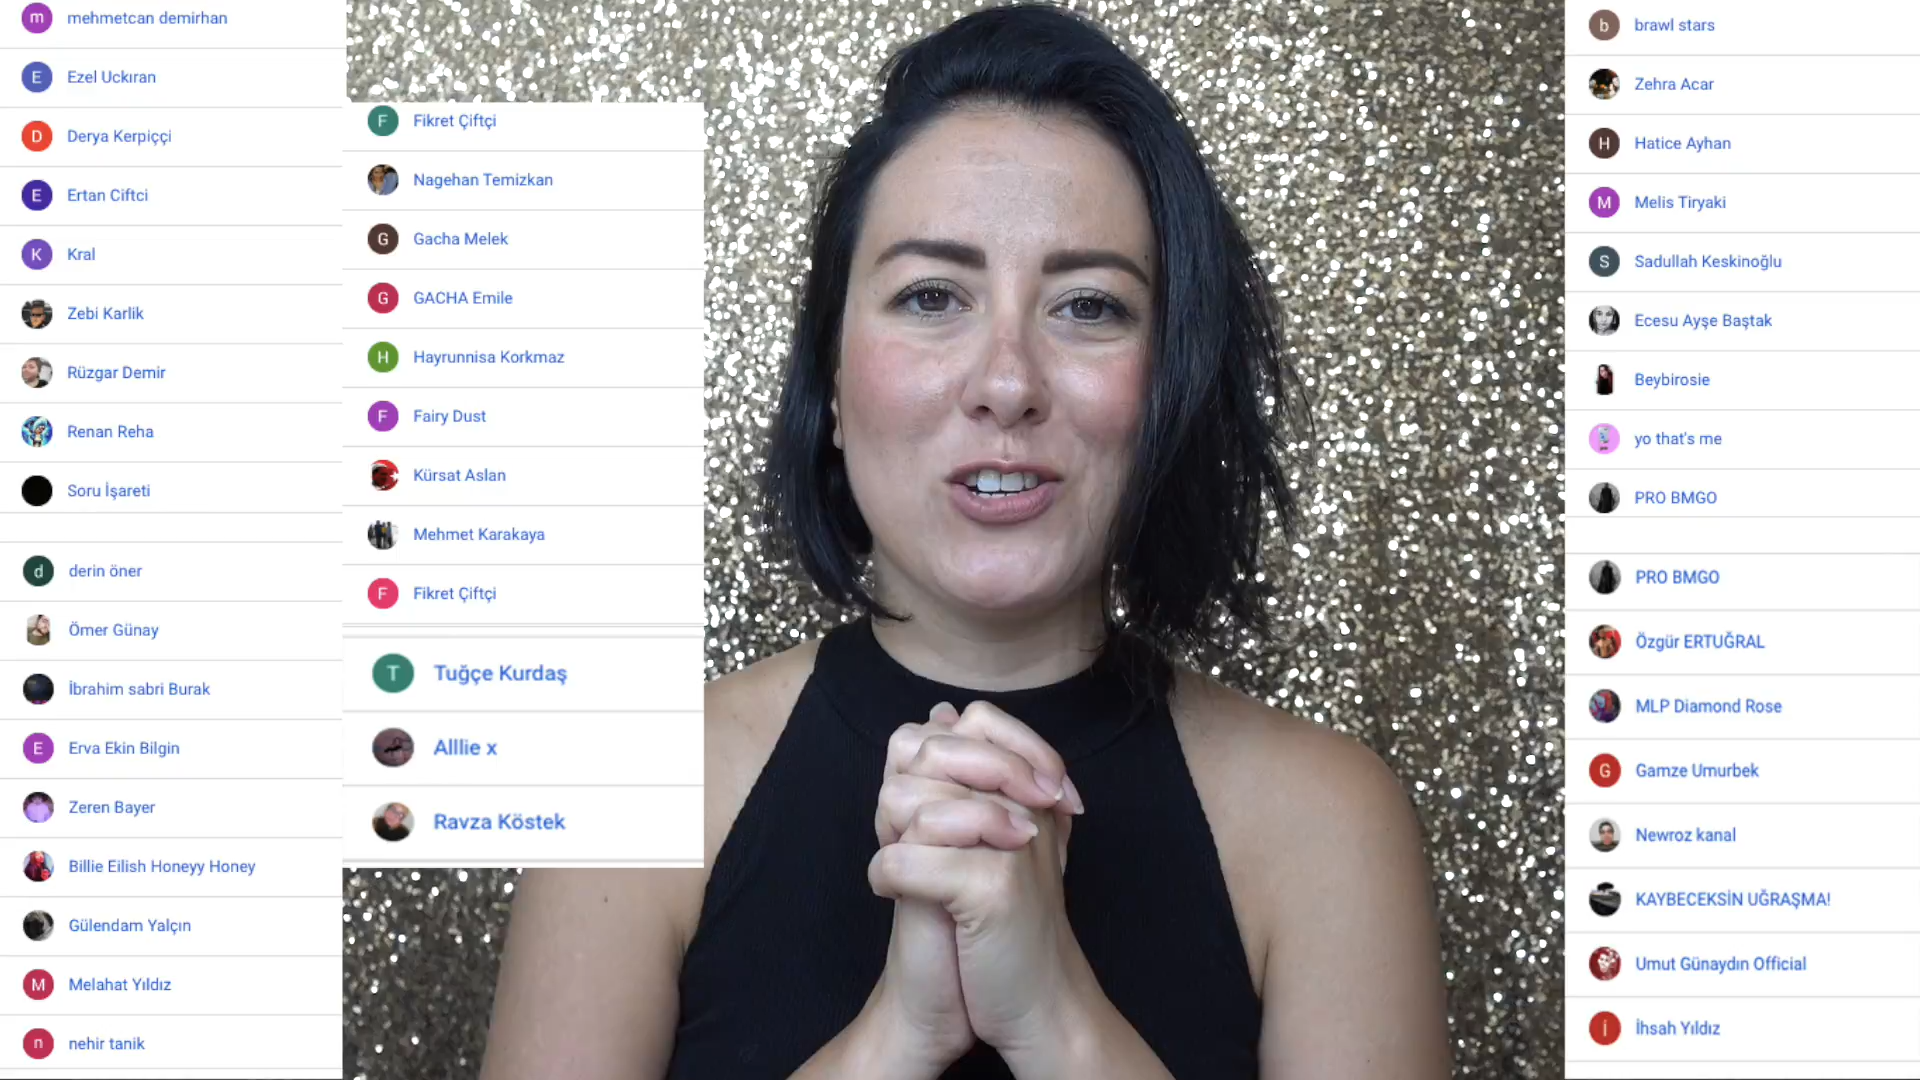 m mehmetcan demirhan
E Ezel Uckıran
D Derya Kerpiççi
E Ertan Ciftci
K Kral
Zebi Karlik
Rüzgar Demir
Renan Reha
Soru İşareti
d derin öner
Ömer Günay
İbrahim sabri Burak
E Erva Ekin Bilgin
Zeren Bayer
Billie Eilish Honeyy Honey
Gülendam Yalçın
M Melahat Yıldız
n nehir tanik
F Fikret Çiftçi
Nagehan Temizkan
G Gacha Melek
G GACHA Emile
H Hayrunnisa Korkmaz
F Fairy Dust
Kürsat Aslan
Mehmet Karakaya
F Fikret Çiftçi
T Tuğçe Kurdaş
Alllie x
Ravza Köstek
b brawl stars
Zehra Acar
H Hatice Ayhan
M Melis Tiryaki
S Sadullah Keskinoğlu
Ecesu Ayşe Baştak
Beybirosie
yo that's me
PRO BMGO
PRO BMGO
Özgür ERTUĞRAL
MLP Diamond Rose
G Gamze Umurbek
Newroz kanal
KAYBECEKSİN UĞRAŞMA!
Umut Günaydın Official
İ İhsah Yıldız